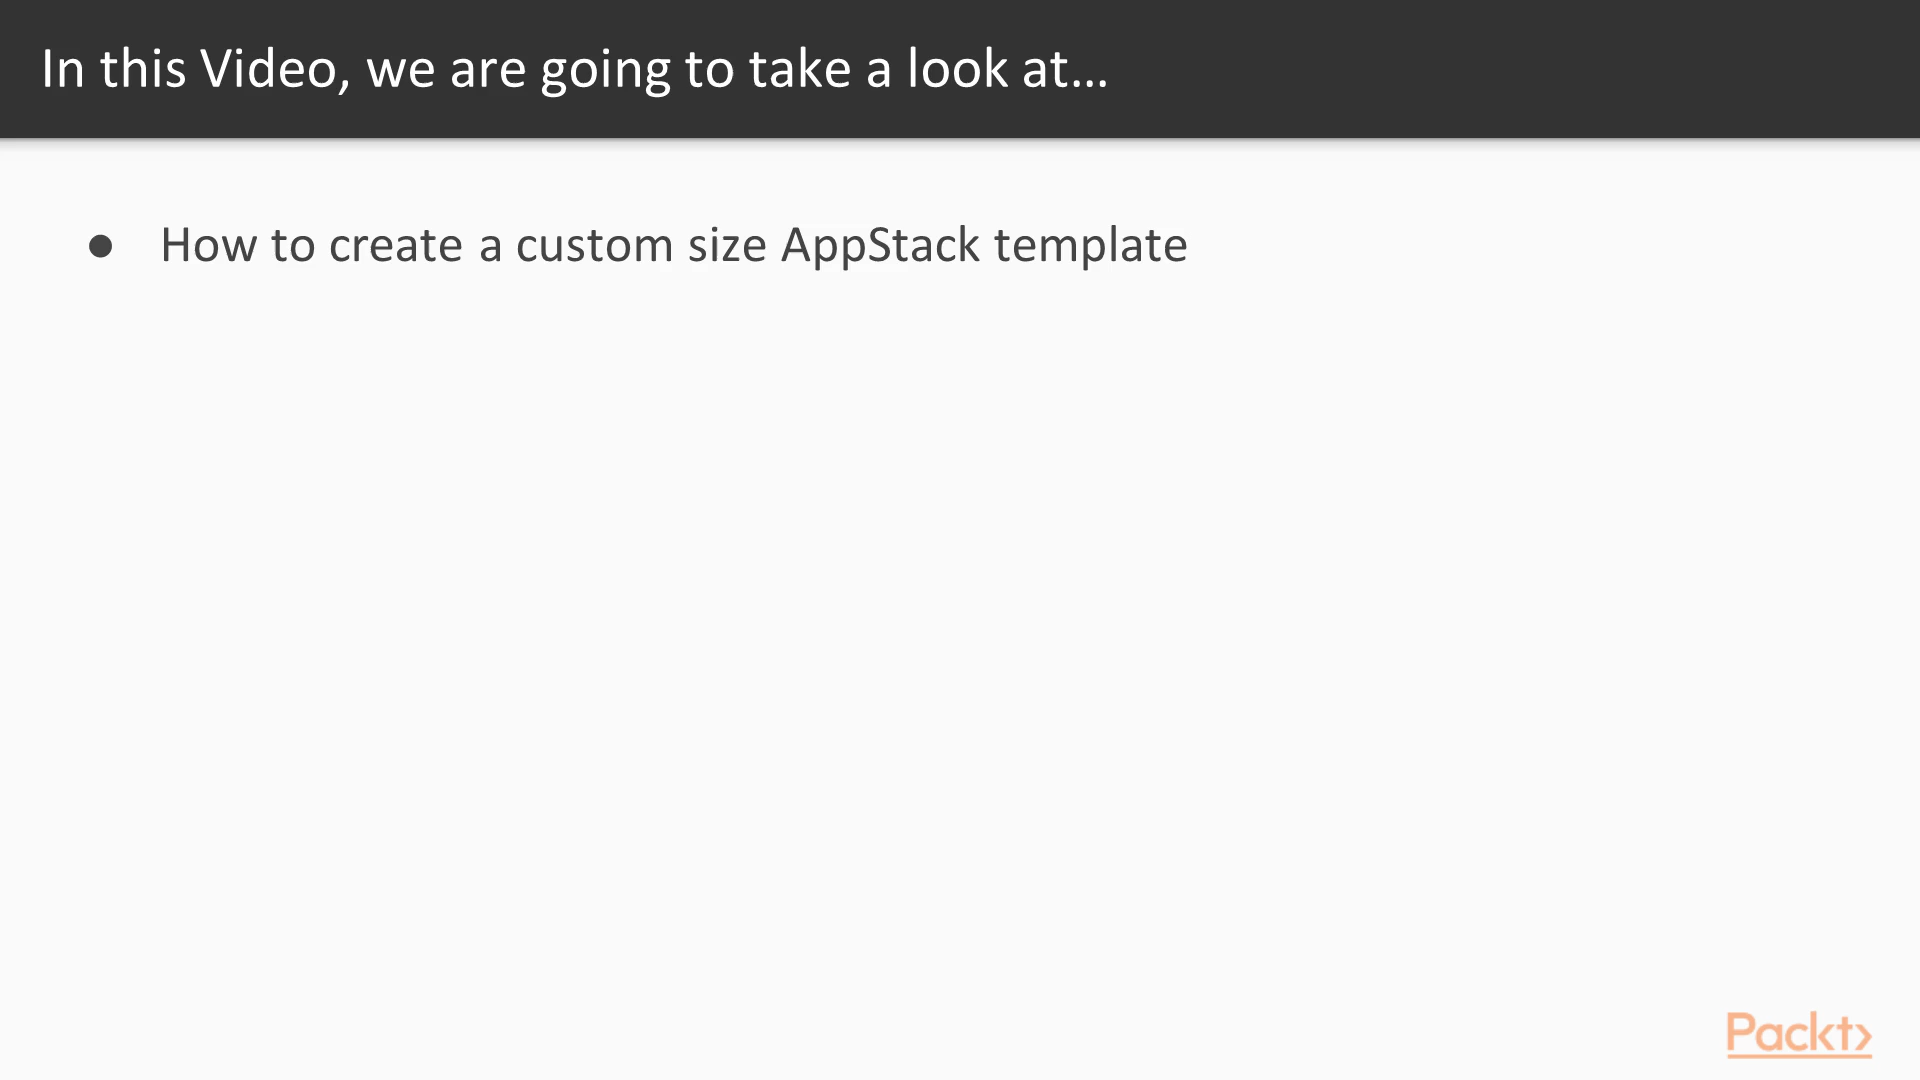 In this Video, we are going to take a look at...
● How to create a custom size AppStack template
Packt>